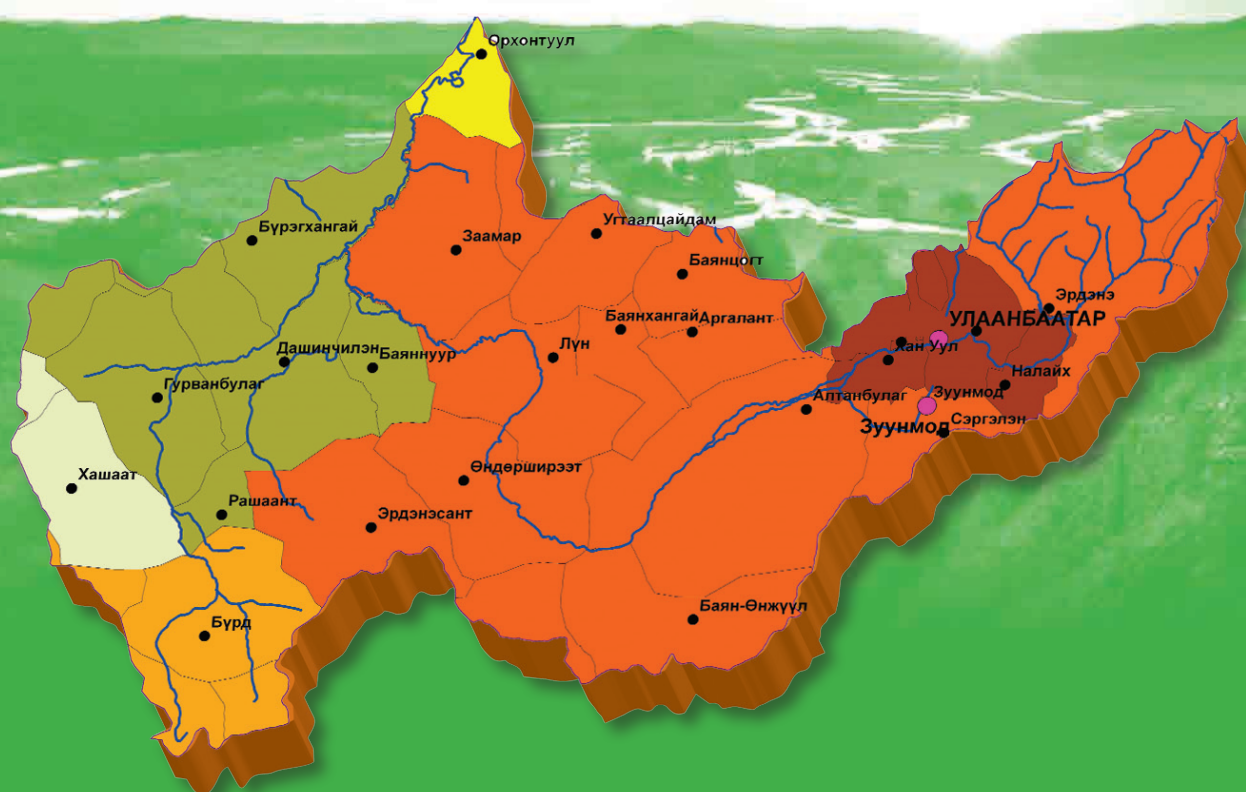 Орхонтуул
Угтаалцайдам
Бүрэгхангай
Заамар
Баянцогт
Эрдэнэ
Баянхангай
Аргалант
УЛААНБААТАР
Лүн
Хан Уул
Дашинчилэн
Баяннуур
Налайх
Гурванбулаг
Алтанбулаг
Зуунмод
Сэргэлэн
Зуунмод
Хашаат
Өндөрширээт
Рашаант
Эрдэнэсант
Баян-Өнжүүл
Бүрд